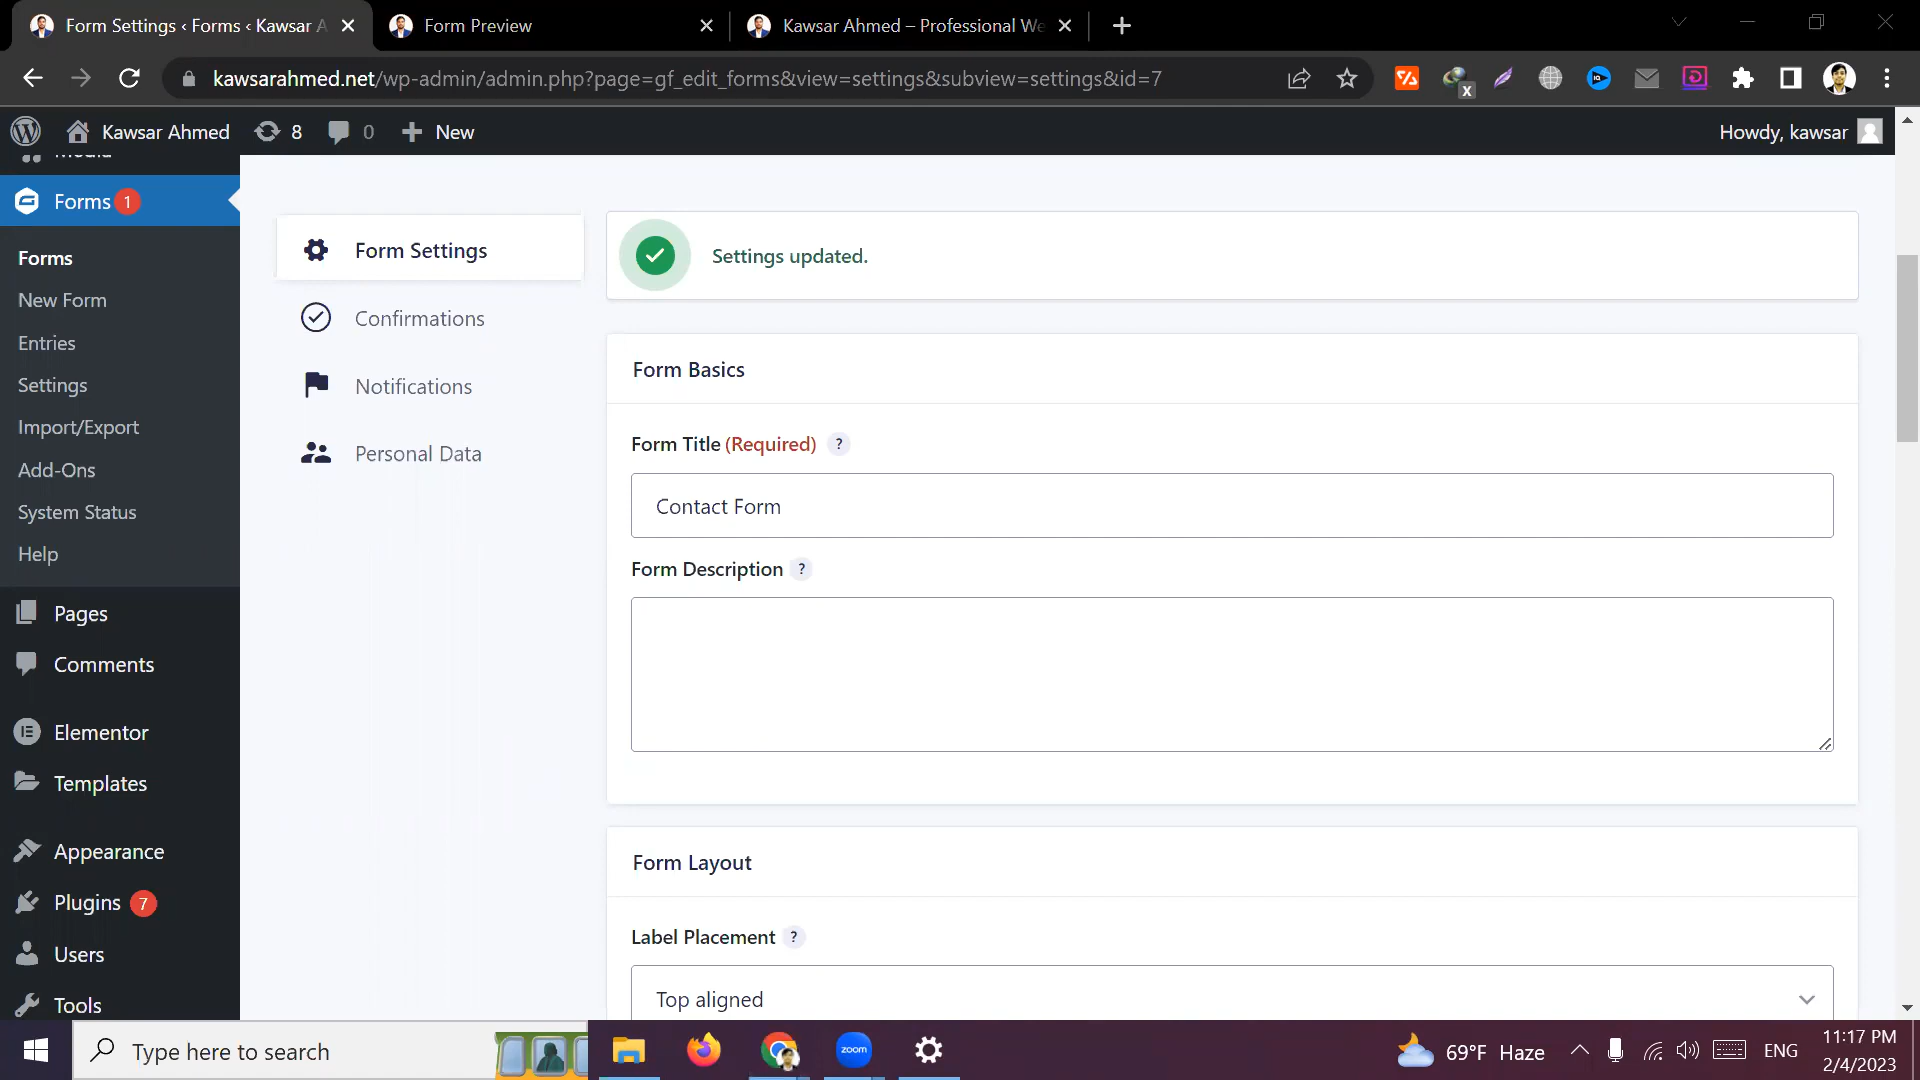 Form Settings ‹ Forms ‹ Kawsar A
Form Preview
Kawsar Ahmed – Professional We
kawsarahmed.net/wp-admin/admin.php?page=gf_edit_forms&view=settings&subview=settings&id=7
Kawsar Ahmed
8
0
New
Howdy, kawsar
Media
Forms 1
Forms
New Form
Entries
Settings
Import/Export
Add-Ons
System Status
Help
Pages
Comments
Elementor
Templates
Appearance
Plugins 7
Users
Tools
Form Settings
Confirmations
Notifications
Personal Data
Settings updated.
Form Basics
Form Title (Required) ?
Contact Form
Form Description ?
Form Layout
Label Placement ?
Top aligned
Type here to search
zoom
69°F Haze
ENG
11:17 PM
2/4/2023